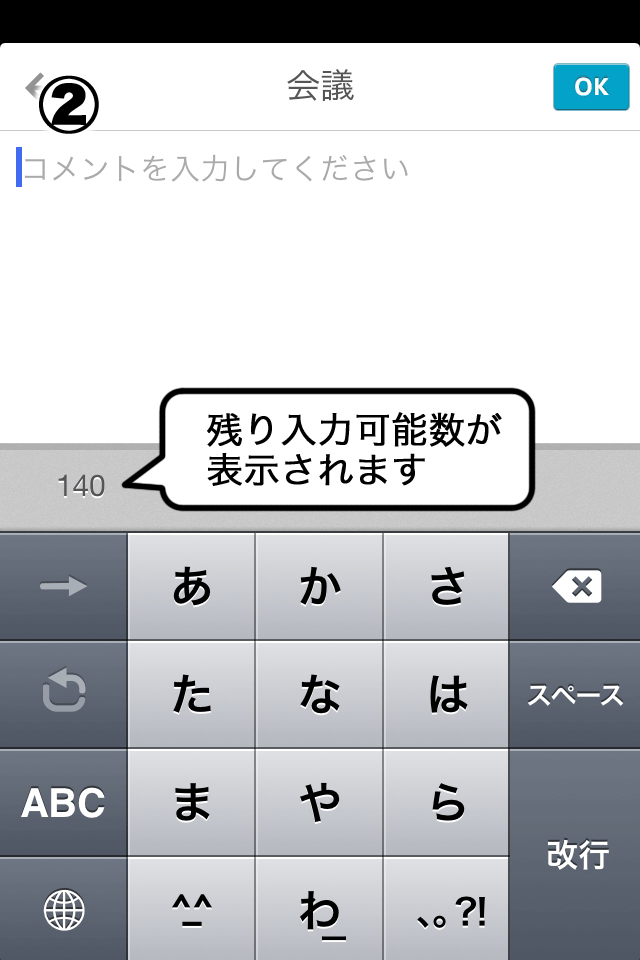 ②
会議
OK
コメントを入力してください
残り入力可能数が
表示されます
140
あ
か
さ
た
な
は
スペース
ABC
ま
や
ら
改行
^_^
わ_
、。?!